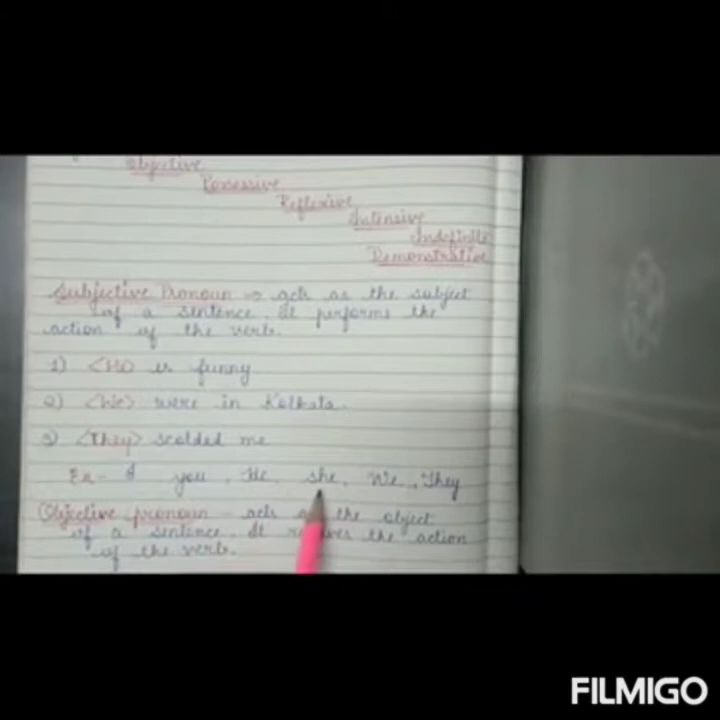 Objective
Possessive
Reflexive
Intensive
Indefinite
Demonstrative
Subjective Pronoun => acts as the subject
of a sentence. It performs the
action of the verb.
1) <He> is funny
2) <We> were in Kolkata.
3) <They> scolded me
Ex - I you, He, she, We, They
Objective pronoun - acts as the object
of a sentence. It receives the action
of the verb.
FILMIGO